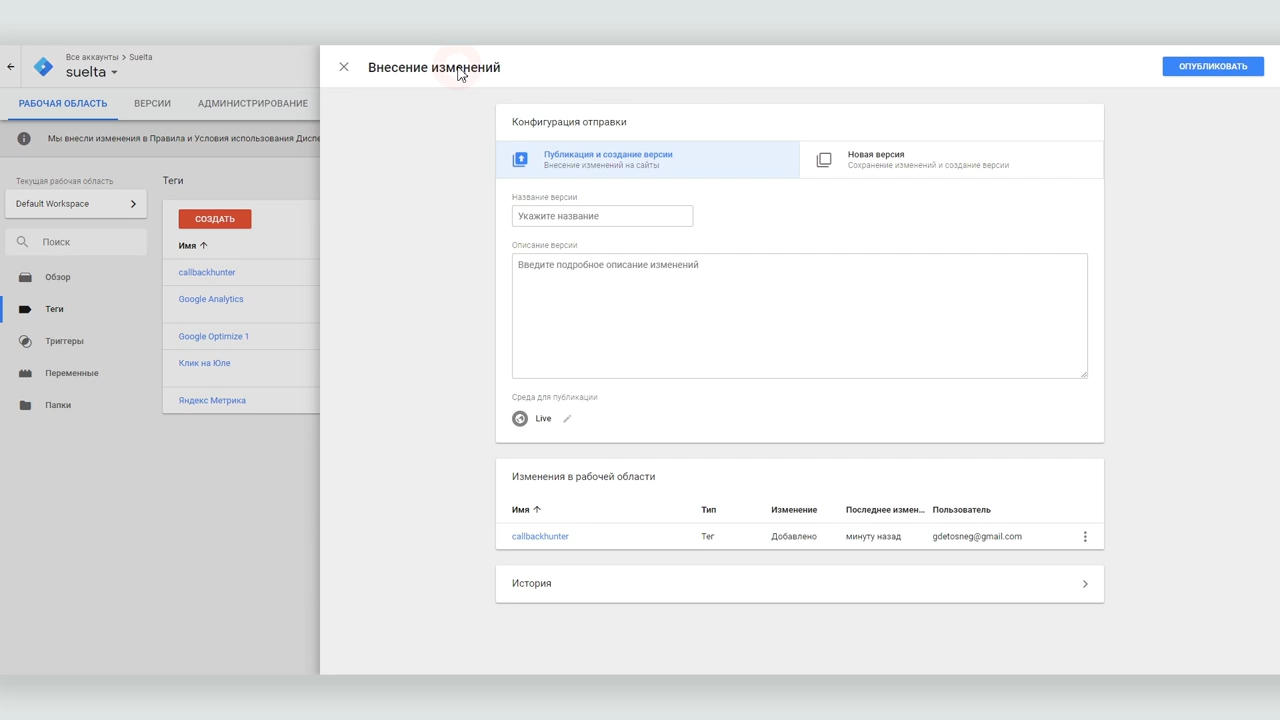 Все аккаунты > Suelta
suelta
РАБОЧАЯ ОБЛАСТЬ
ВЕРСИИ
АДМИНИСТРИРОВАНИЕ
Мы внесли изменения в Правила и Условия использования Диспе
Текущая рабочая область
Default Workspace
Поиск
Обзор
Теги
Триггеры
Переменные
Папки
Теги
СОЗДАТЬ
Имя
callbackhunter
Google Analytics
Google Optimize 1
Клик на Юле
Яндекс Метрика
Внесение изменений
ОПУБЛИКОВАТЬ
Конфигурация отправки
Публикация и создание версии
Внесение изменений на сайты
Новая версия
Сохранение изменений и создание версии
Название версии
Укажите название
Описание версии
Введите подробное описание изменений
Среда для публикации
Live
Изменения в рабочей области
Имя Тип Изменение Последнее измен... Пользователь
callbackhunter Тег Добавлено минуту назад gdetosneg@gmail.com
История